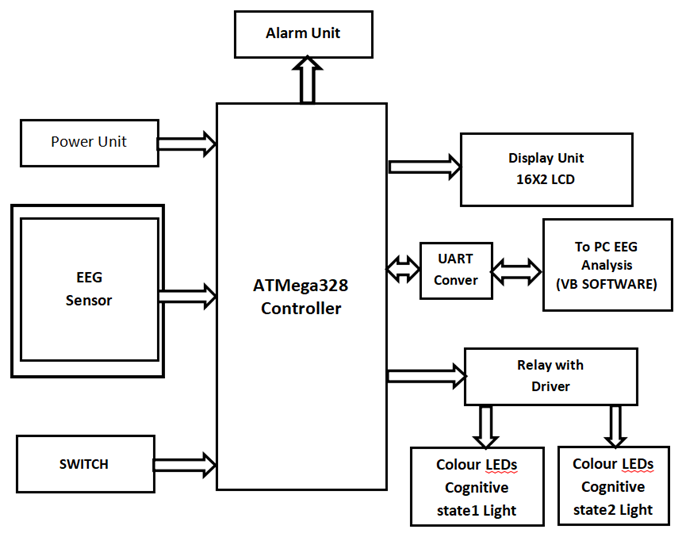 Alarm Unit
Power Unit
Display Unit
16X2 LCD
EEG
Sensor
ATMega328
Controller
UART
Conver
To PC EEG
Analysis
(VB SOFTWARE)
Relay with
Driver
SWITCH
Colour LEDs
Cognitive
state1 Light
Colour LEDs
Cognitive
state2 Light